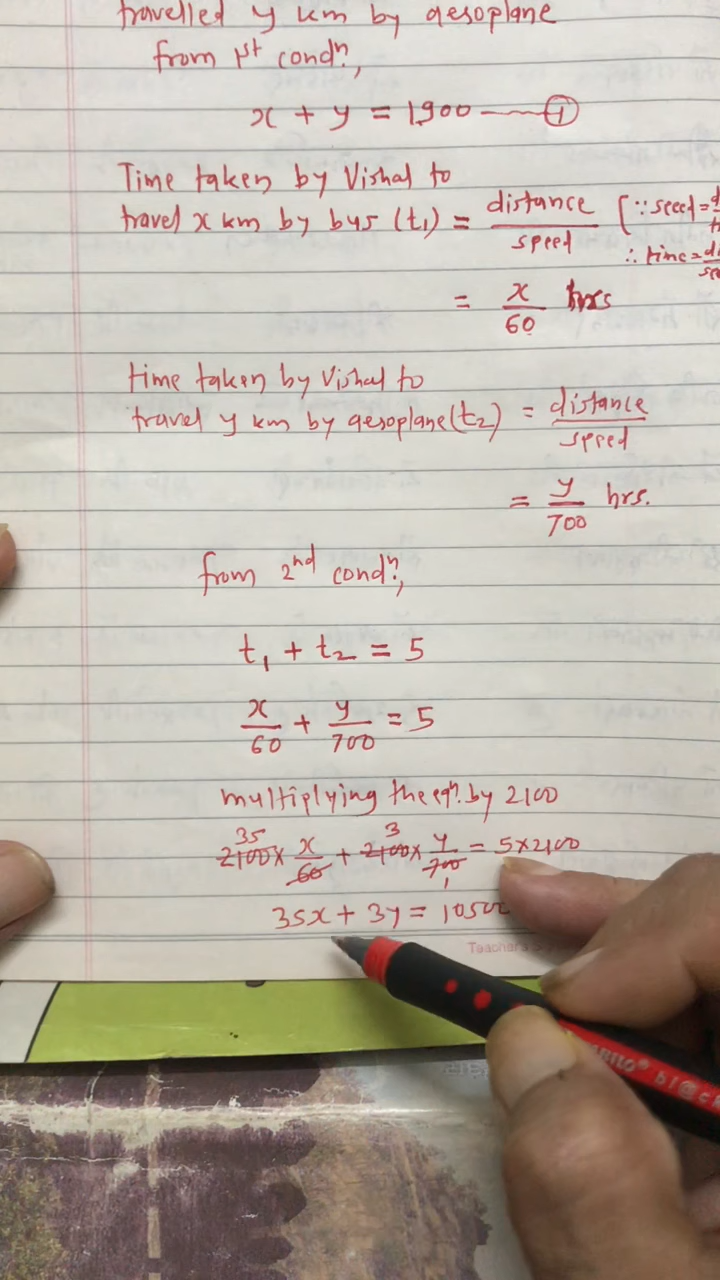 travelled y km by aeroplane
from 1st condn.,
x + y = 1900 —— ①
Time taken by Vishal to
travel x km by bus (t₁) = distance/speed [∵ speed =
∴ time =
= x/60 hrs
time taken by Vishal to
travel y km by aeroplane (t₂) = distance/speed
= y/700 hrs.
from 2nd condn.,
t₁ + t₂ = 5
x/60 + y/700 = 5
multiplying the eqn. by 2100
35 3
2100 × x/60 + 2100 × y/700 = 5×2100
1
35x + 3y =
Teachers